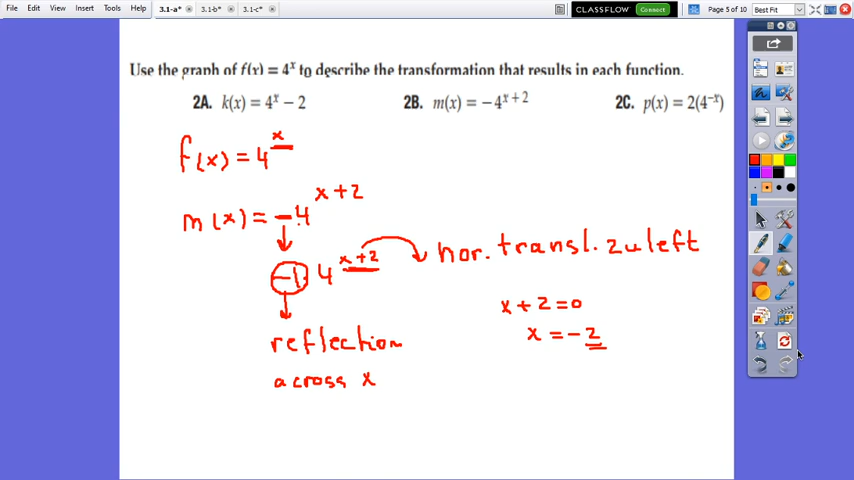 File Edit View Insert Tools Help
3.1-a* 3.1-b* 3.1-c*
CLASSFLOW Connect
Page 5 of 10 Best Fit
Use the graph of f(x) = 4^x to describe the transformation that results in each function.
2A. k(x) = 4^x − 2 2B. m(x) = −4^{x + 2} 2C. p(x) = 2(4^{−x})
f(x) = 4^x
m(x) = −4^{x+2}
−1. 4^{x+2} hor. transl. 2 u left
x + 2 = 0
x = −2
reflection
across x